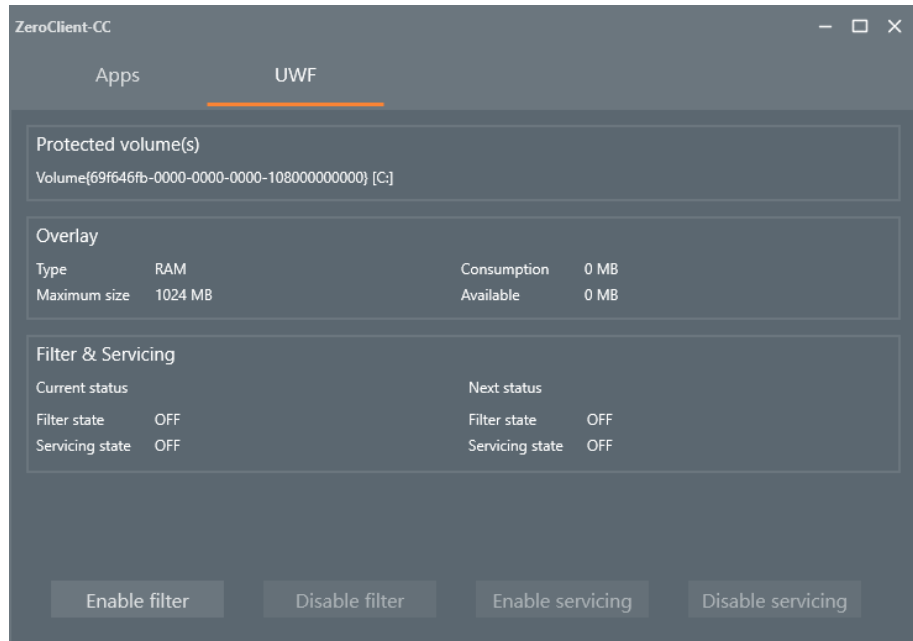 ZeroClient-CC
Apps UWF
Protected volume(s)
Volume{69f646fb-0000-0000-0000-108000000000} [C:]
Overlay
Type RAM Consumption 0 MB
Maximum size 1024 MB Available 0 MB
Filter & Servicing
Current status Next status
Filter state OFF Filter state OFF
Servicing state OFF Servicing state OFF
Enable filter Disable filter Enable servicing Disable servicing